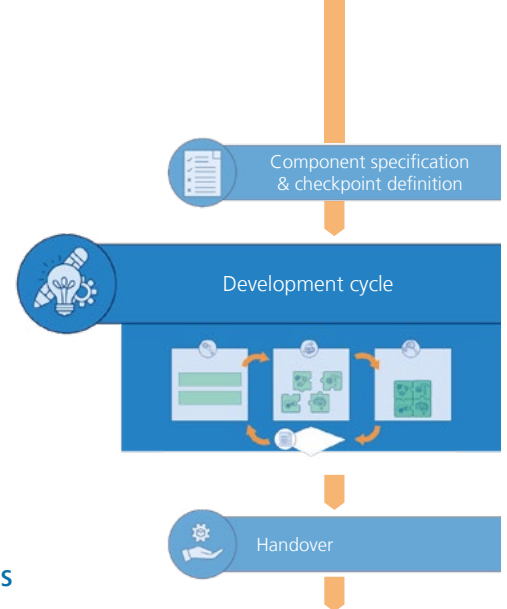 Component specification
& checkpoint definition
Development cycle
Handover
s